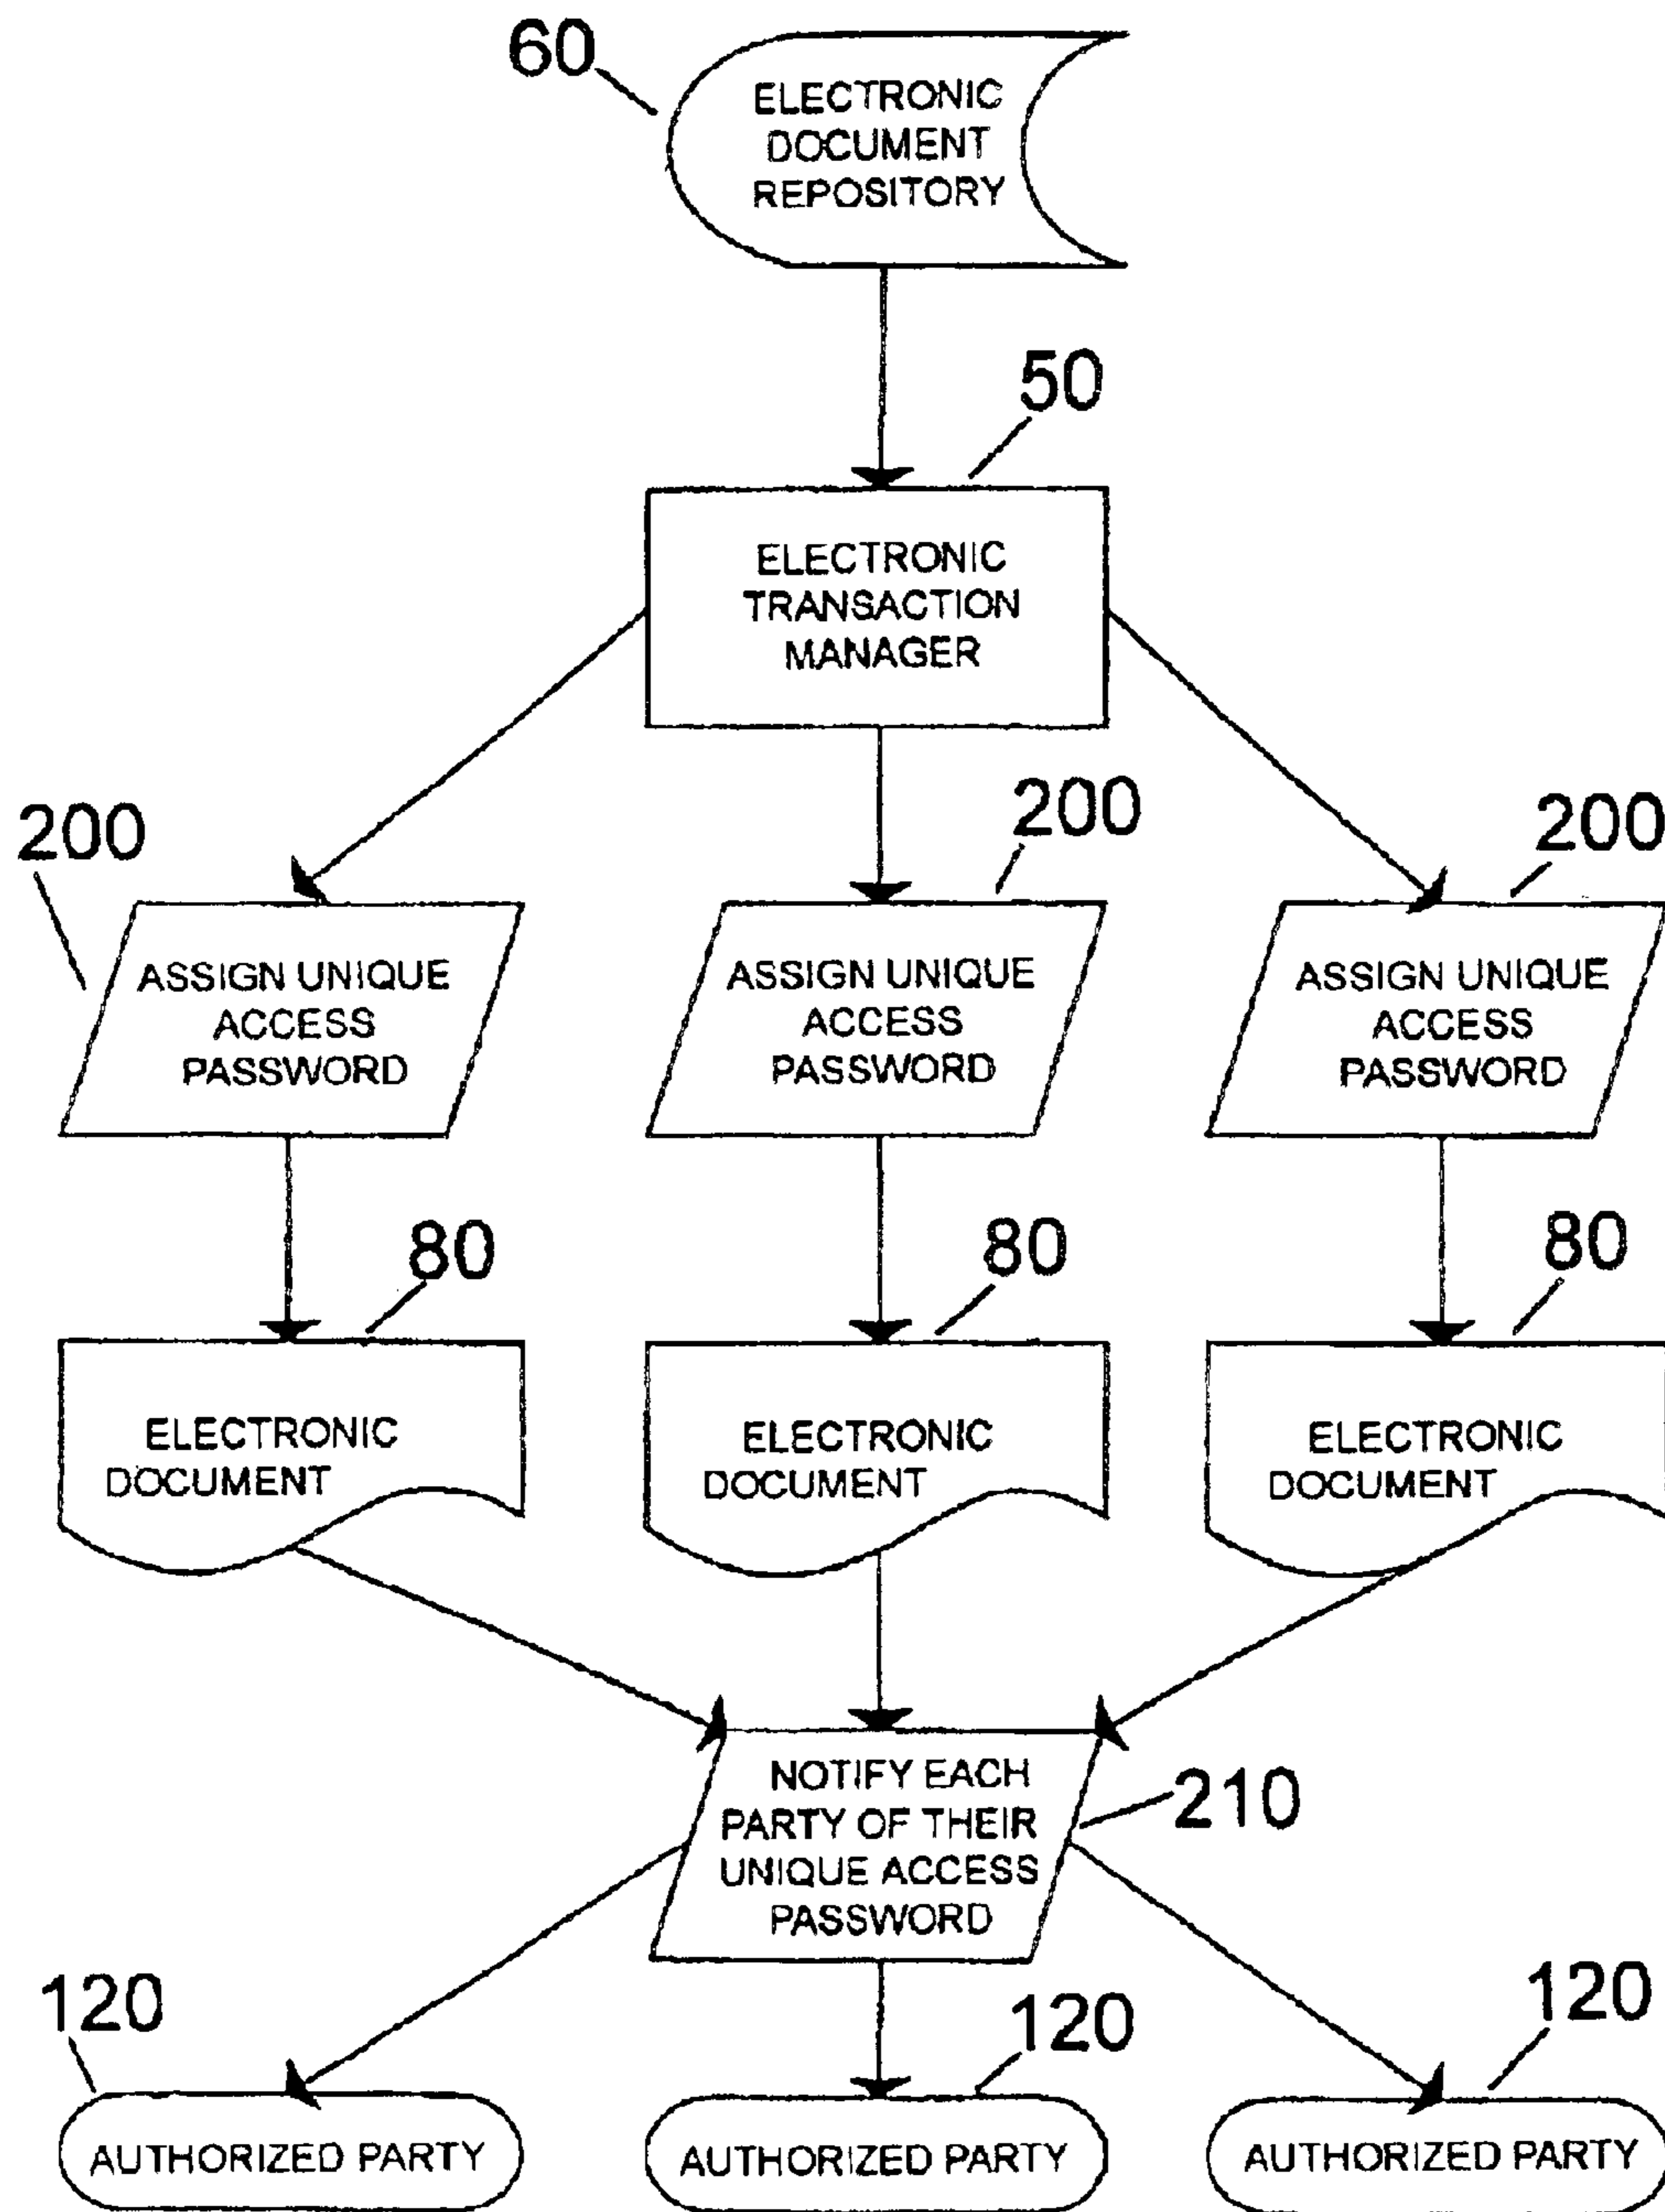 60
ELECTRONIC
DOCUMENT
REPOSITORY
50
ELECTRONIC
TRANSACTION
MANAGER
200
200
200
ASSIGN UNIQUE
ACCESS
PASSWORD
ASSIGN UNIQUE
ACCESS
PASSWORD
ASSIGN UNIQUE
ACCESS
PASSWORD
80
80
80
ELECTRONIC
DOCUMENT
ELECTRONIC
DOCUMENT
ELECTRONIC
DOCUMENT
NOTIFY EACH
PARTY OF THEIR
UNIQUE ACCESS
PASSWORD
210
120
120
120
AUTHORIZED PARTY
AUTHORIZED PARTY
AUTHORIZED PARTY